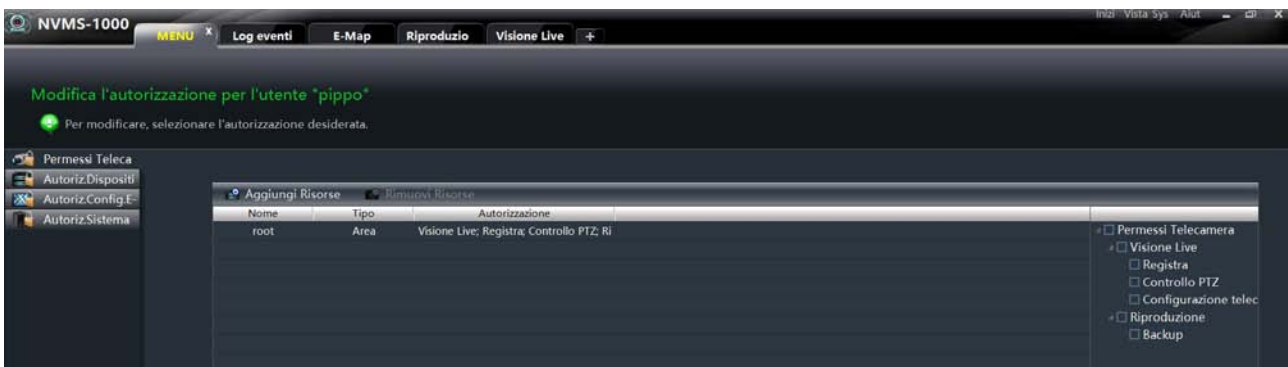 NVMS-1000
MENU X Log eventi E-Map Riproduzio Visione Live +
Inizi Vista Sys Aiut
Modifica l'autorizzazione per l'utente "pippo"
Per modificare, selezionare l'autorizzazione desiderata.
Permessi Teleca
Autoriz.Dispositi
Autoriz.Config.E-
Autoriz.Sistema
Aggiungi Risorse Rimuovi Risorse
Nome Tipo Autorizzazione
root Area Visione Live; Registra; Controllo PTZ; Ri
Permessi Telecamera
Visione Live
Registra
Controllo PTZ
Configurazione telec
Riproduzione
Backup